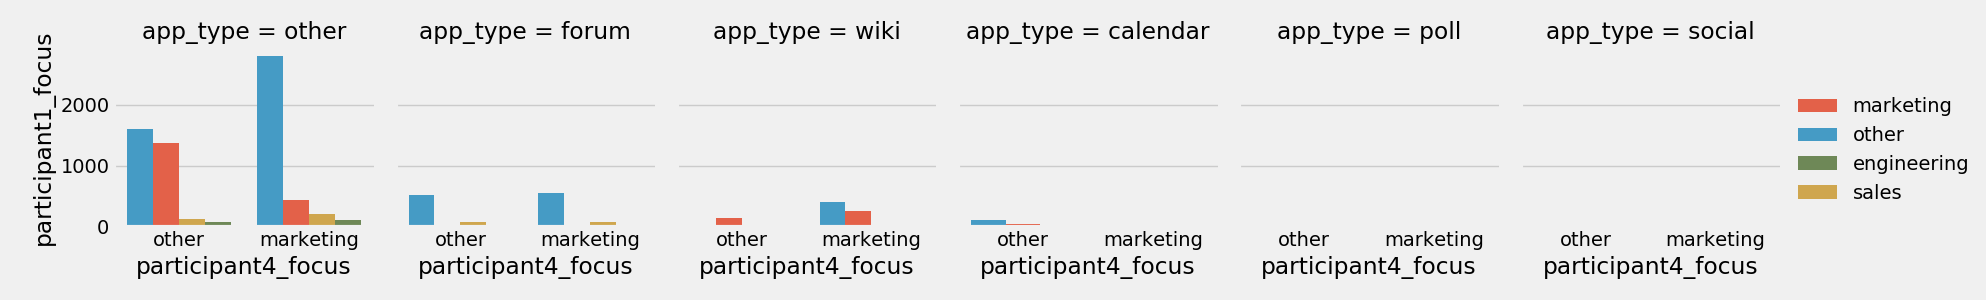 app_type = other
app_type = forum
app_type = wiki
app_type = calendar
app_type = poll
app_type = social
participant1_focus
2000
1000
0
other marketing
other marketing
other marketing
other marketing
other marketing
other marketing
participant4_focus
participant4_focus
participant4_focus
participant4_focus
participant4_focus
participant4_focus
marketing
other
engineering
sales